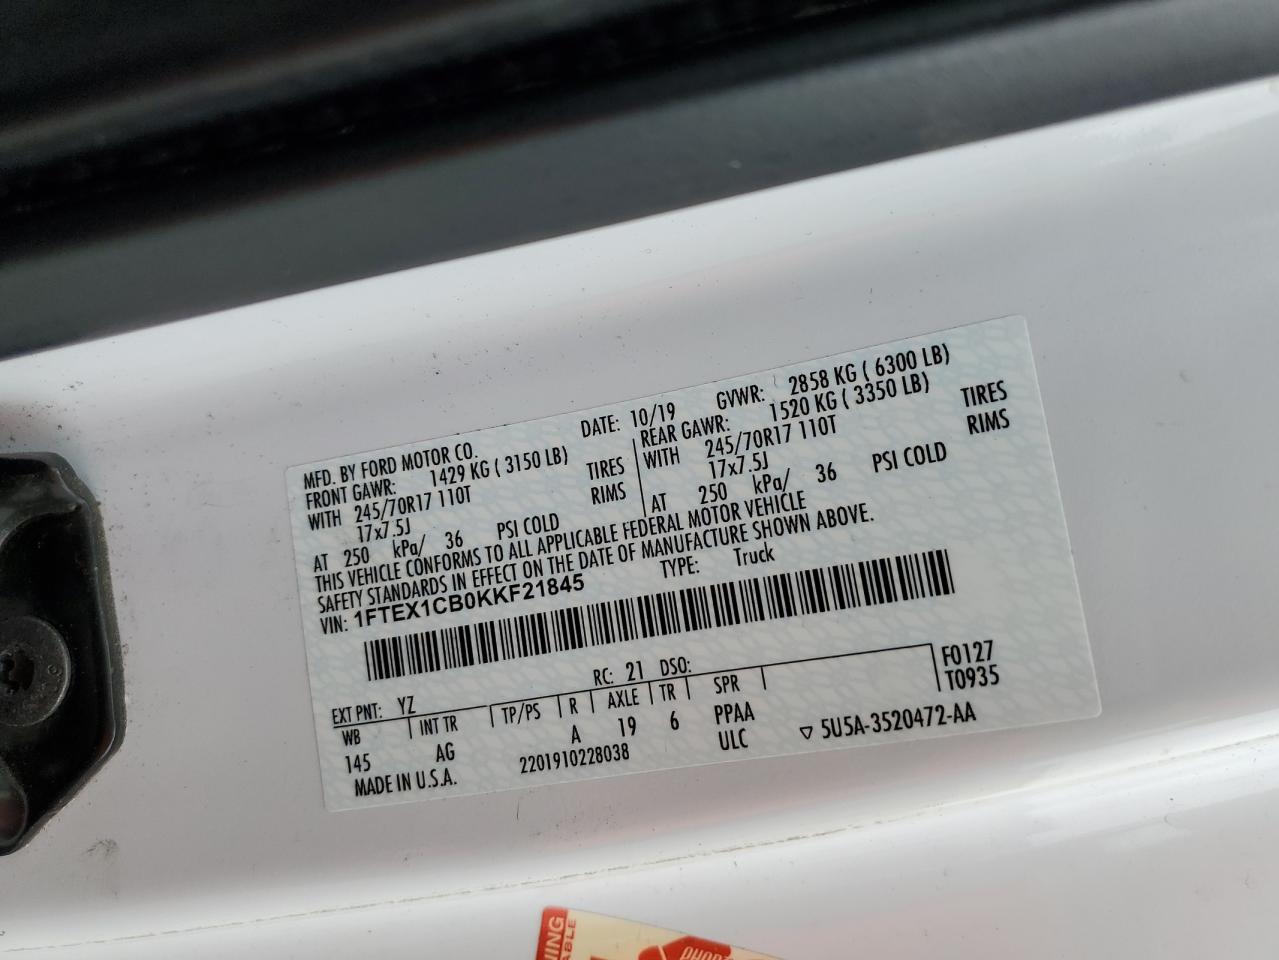 MFD. BY FORD MOTOR CO. DATE: 10/19 GVWR: 2858 KG ( 6300 LB)
FRONT GAWR: 1429 KG ( 3150 LB) REAR GAWR: 1520 KG ( 3350 LB)
WITH 245/70R17 110T TIRES WITH 245/70R17 110T TIRES
17x7.5J RIMS 17x7.5J RIMS
AT 250 kPa/ 36 PSI COLD AT 250 kPa/ 36 PSI COLD
THIS VEHICLE CONFORMS TO ALL APPLICABLE FEDERAL MOTOR VEHICLE
SAFETY STANDARDS IN EFFECT ON THE DATE OF MANUFACTURE SHOWN ABOVE.
VIN: 1FTEX1CB0KKF21845 TYPE: Truck
EXT PNT: YZ RC: 21 DSO: F0127
WB INT TR TP/PS R AXLE TR SPR T0935
145 AG A 19 6 PPAA
MADE IN U.S.A. 2201910228038 ULC ▽ 5U5A-3520472-AA